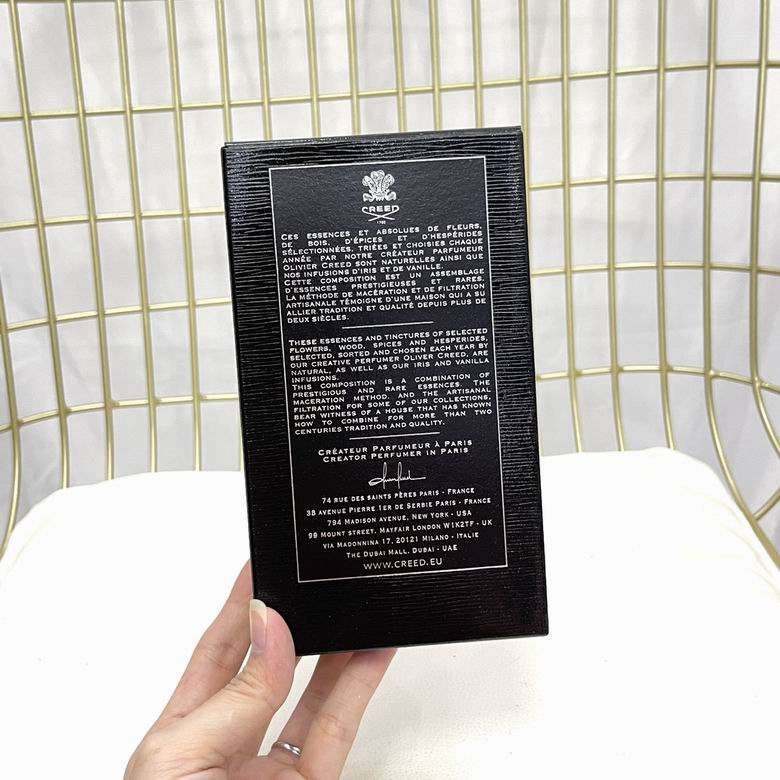 CREED
1760
CES ESSENCES ET ABSOLUES DE FLEURS,
DE BOIS, D'ÉPICES ET D'HESPÉRIDES
SÉLECTIONNÉES, TRIÉES ET CHOISIES CHAQUE
ANNÉE PAR NOTRE CRÉATEUR PARFUMEUR
OLIVIER CREED SONT NATURELLES AINSI QUE
NOS INFUSIONS D'IRIS ET DE VANILLE.
CETTE COMPOSITION EST UN ASSEMBLAGE
D'ESSENCES PRESTIGIEUSES ET RARES.
LA MÉTHODE DE MACÉRATION ET DE FILTRATION
ARTISANALE TÉMOIGNE D'UNE MAISON QUI A SU
ALLIER TRADITION ET QUALITÉ DEPUIS PLUS DE
DEUX SIÈCLES.
THESE ESSENCES AND TINCTURES OF SELECTED
FLOWERS, WOOD, SPICES AND HESPERIDES,
SELECTED, SORTED AND CHOSEN EACH YEAR BY
OUR CREATIVE PERFUMER OLIVER CREED, ARE
NATURAL, AS WELL AS OUR IRIS AND VANILLA
INFUSIONS.
THIS COMPOSITION IS A COMBINATION OF
PRESTIGIOUS AND RARE ESSENCES. THE
MACERATION METHOD, AND THE ARTISANAL
FILTRATION FOR SOME OF OUR COLLECTIONS,
BEAR WITNESS OF A HOUSE THAT HAS KNOWN
HOW TO COMBINE FOR MORE THAN TWO
CENTURIES TRADITION AND QUALITY.
CRÉATEUR PARFUMEUR À PARIS
CREATOR PERFUMER IN PARIS
74 RUE DES SAINTS PÈRES PARIS - FRANCE
38 AVENUE PIERRE 1ER DE SERBIE PARIS - FRANCE
794 MADISON AVENUE, NEW YORK - USA
99 MOUNT STREET, MAYFAIR LONDON W1K2TF - UK
VIA MADONNINA 17, 20121 MILANO - ITALIE
THE DUBAI MALL, DUBAI - UAE
WWW.CREED.EU